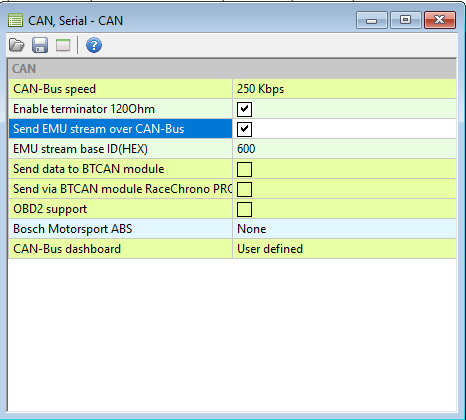 CAN, Serial - CAN
CAN
CAN-Bus speed 250 Kbps
Enable terminator 120Ohm
Send EMU stream over CAN-Bus
EMU stream base ID(HEX) 600
Send data to BTCAN module
Send via BTCAN module RaceChrono PRO
OBD2 support
Bosch Motorsport ABS None
CAN-Bus dashboard User defined